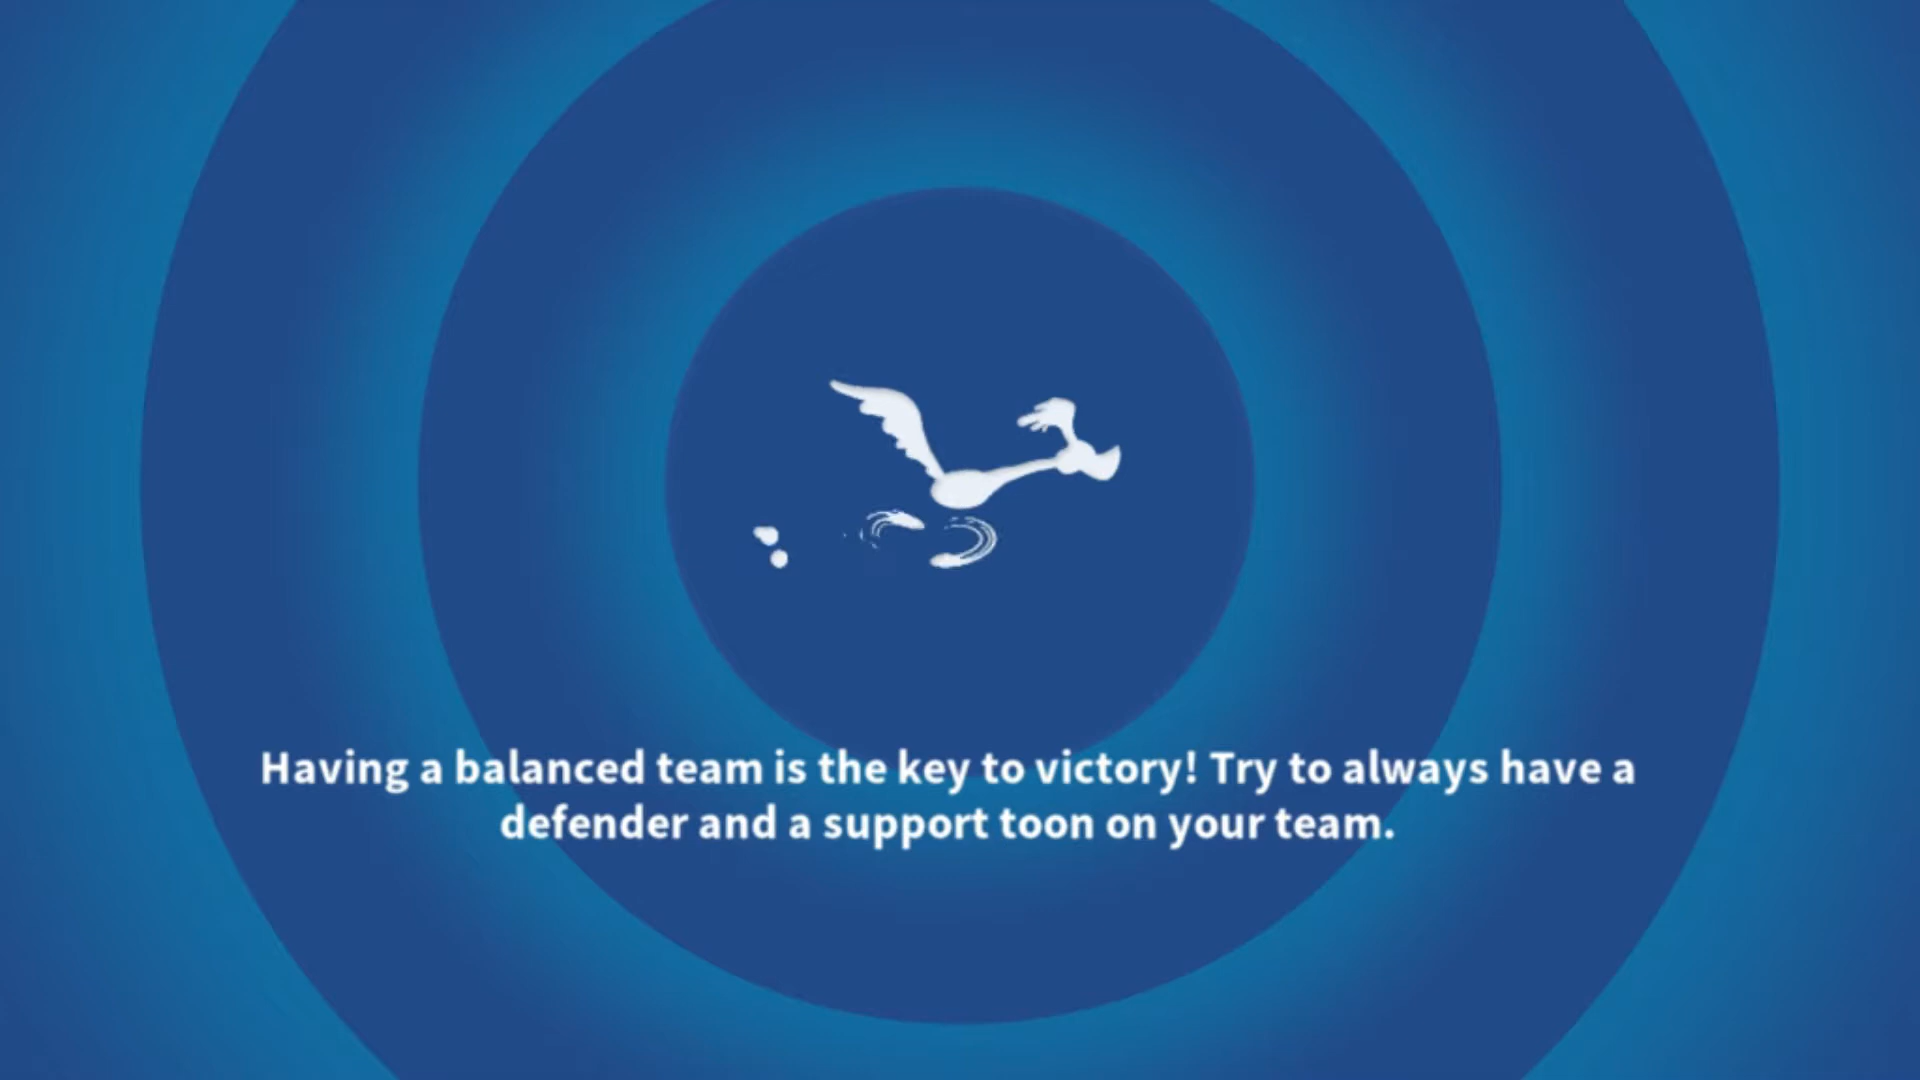 Having a balanced team is the key to victory! Try to always have a
defender and a support toon on your team.